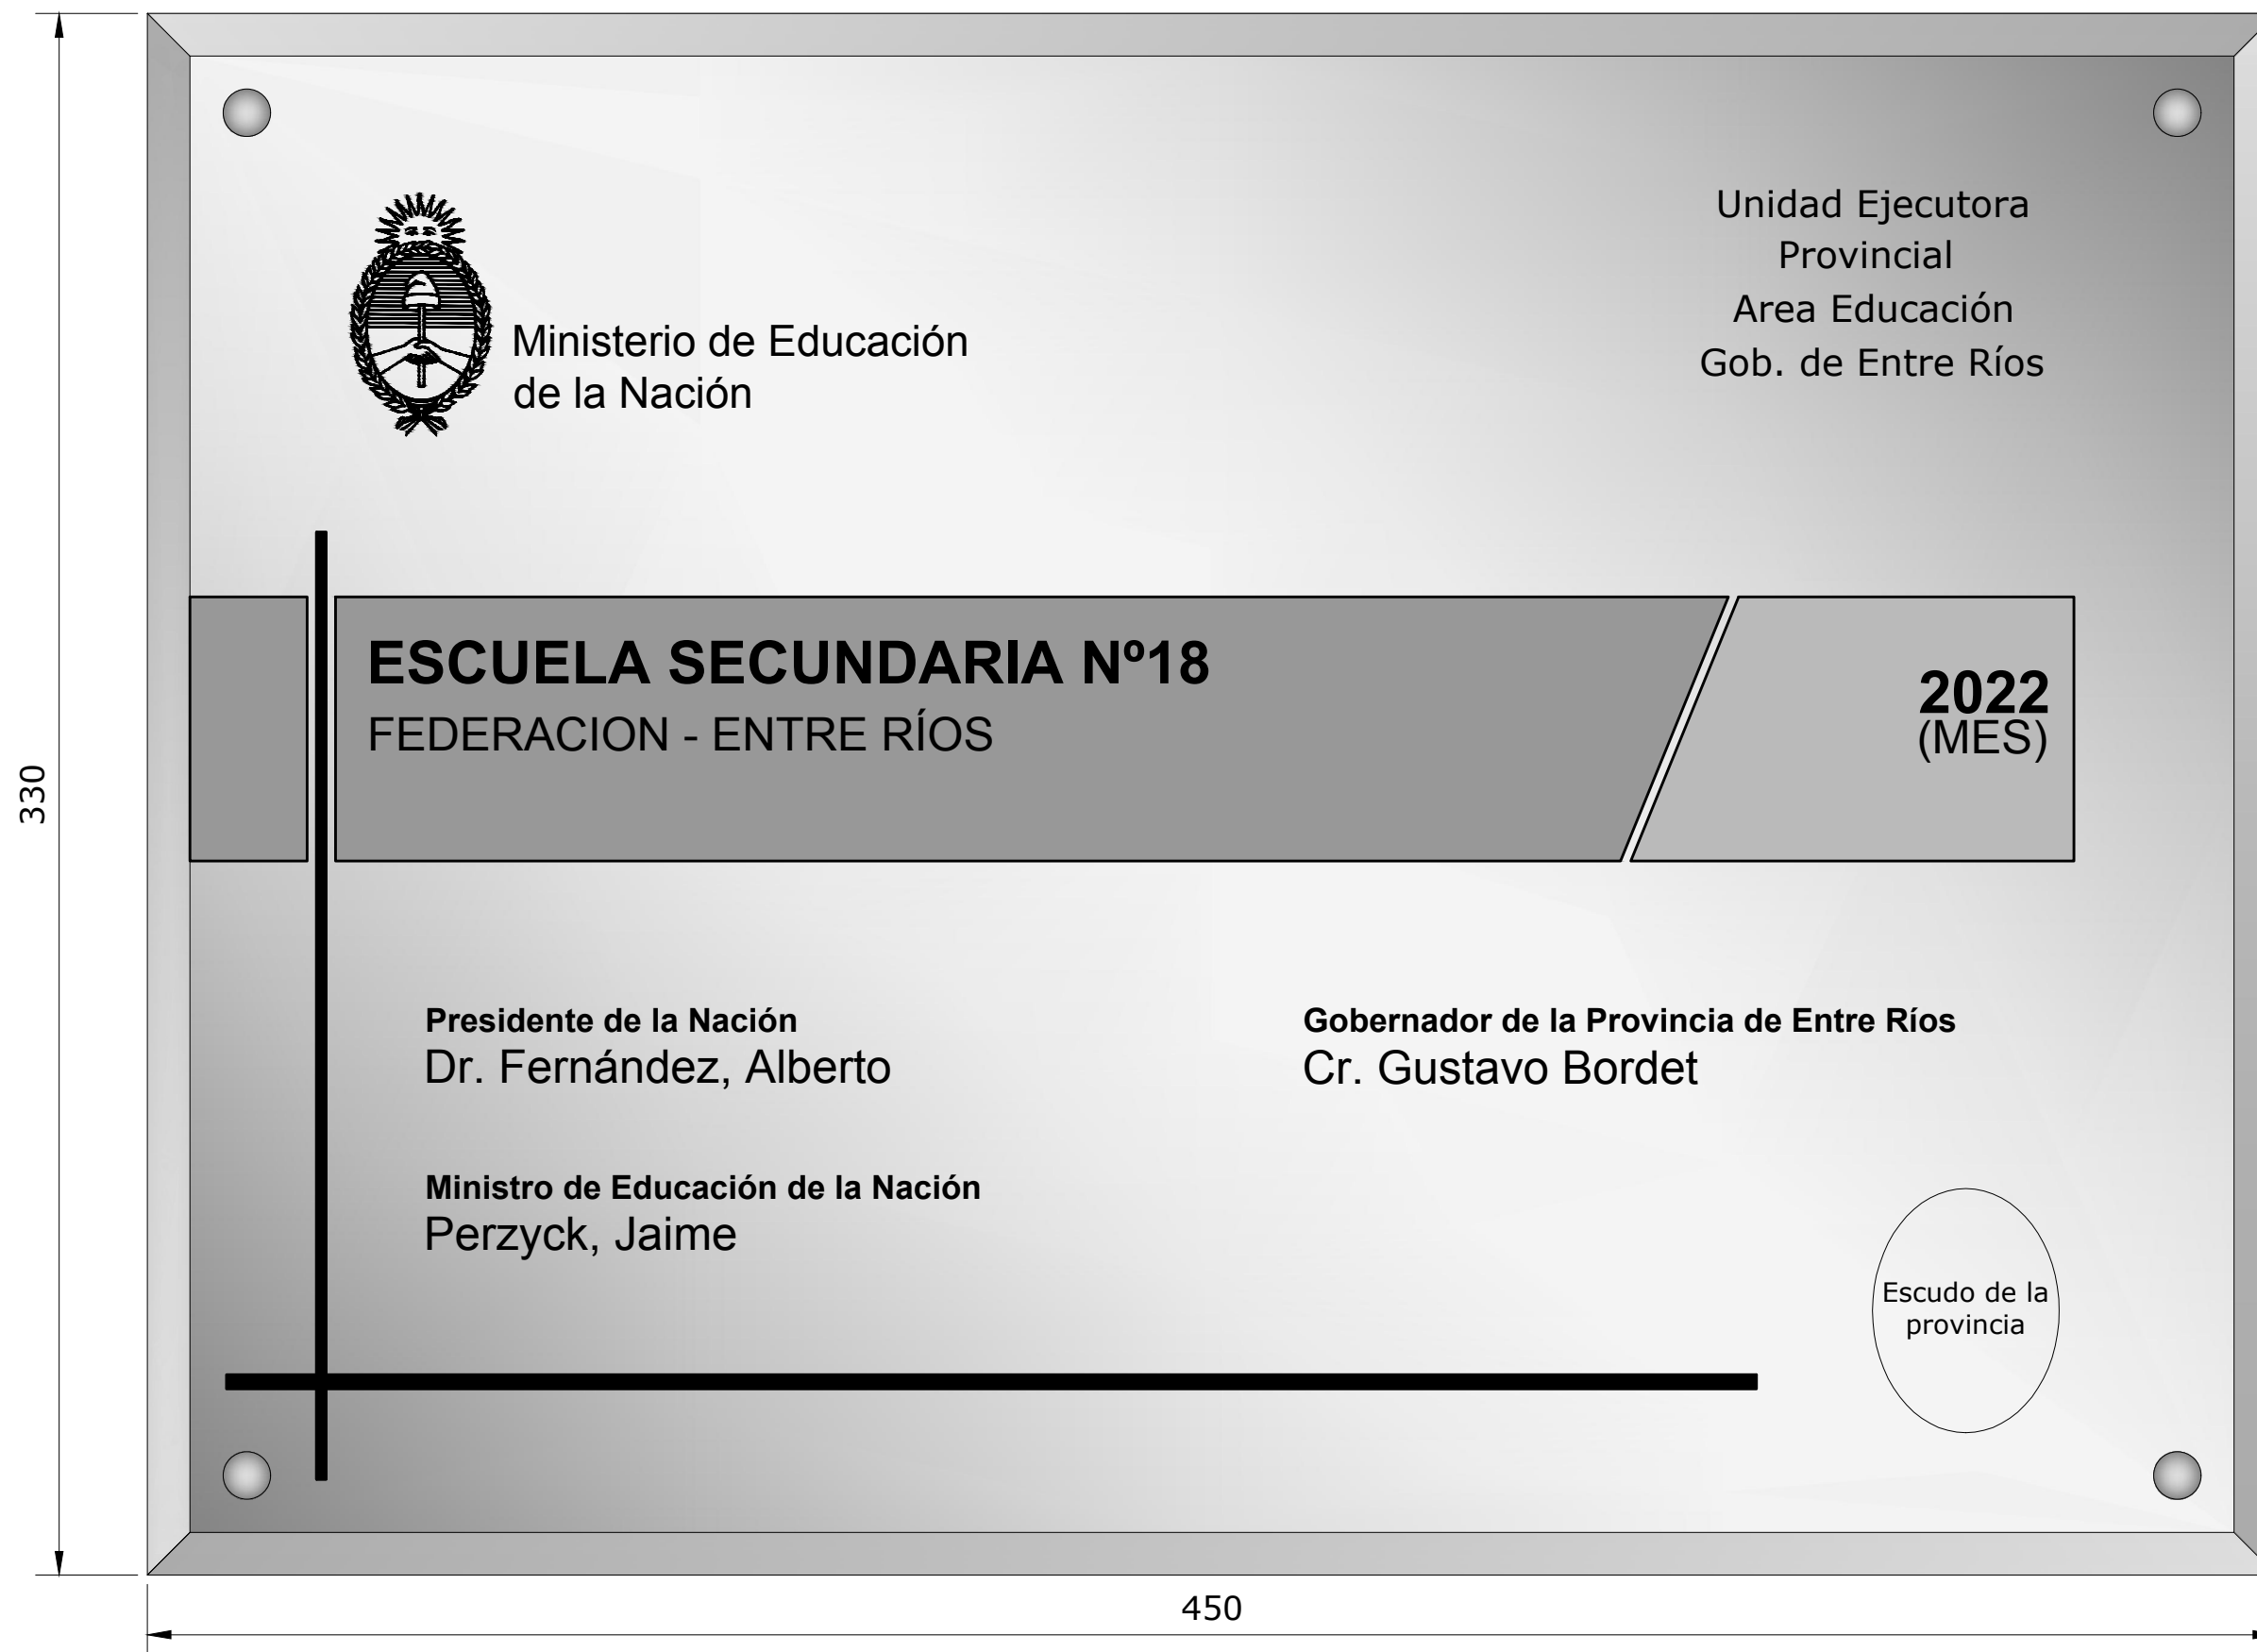 Ministerio de Educación
de la Nación
Unidad Ejecutora
Provincial
Area Educación
Gob. de Entre Ríos
ESCUELA SECUNDARIA Nº18
FEDERACION - ENTRE RÍOS
2022
(MES)
330
Presidente de la Nación
Dr. Fernández, Alberto
Gobernador de la Provincia de Entre Ríos
Cr. Gustavo Bordet
Ministro de Educación de la Nación
Perzyck, Jaime
Escudo de la
provincia
450